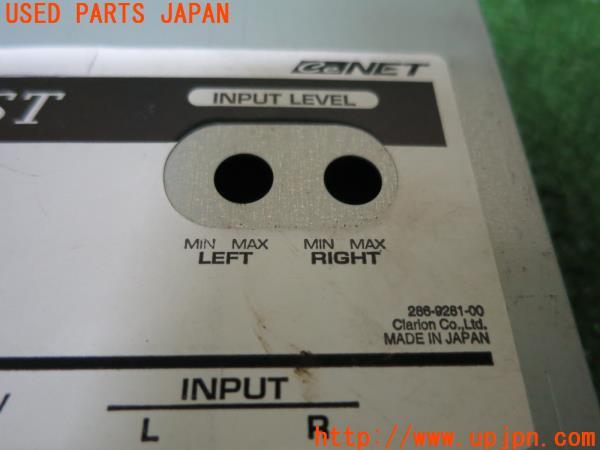 USED PARTS JAPAN
CeNET
ST
INPUT LEVEL
MIN MAX MIN MAX
LEFT RIGHT
286-9281-00
Clarion Co.,Ltd.
MADE IN JAPAN
INPUT
L R
http://www.upjpn.com